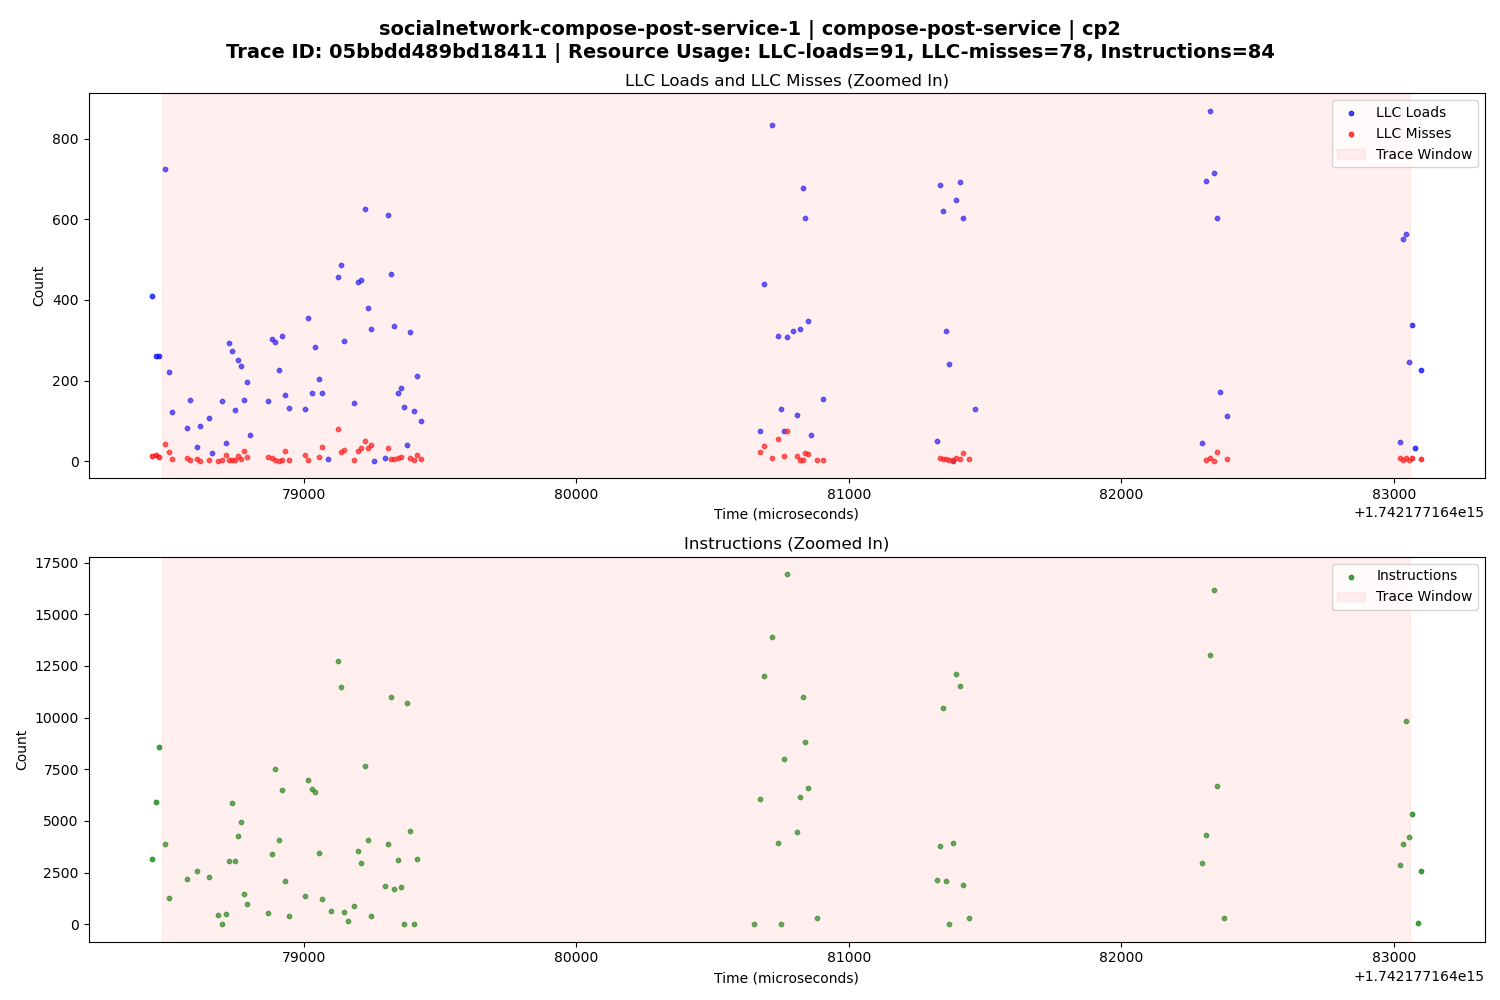 socialnetwork-compose-post-service-1 | compose-post-service | cp2
Trace ID: 05bbdd489bd18411 | Resource Usage: LLC-loads=91, LLC-misses=78, Instructions=84
LLC Loads and LLC Misses (Zoomed In)
LLC Loads
LLC Misses
Trace Window
Count
800
600
400
200
0
79000 80000 81000 82000 83000
Time (microseconds)
+1.742177164e15
Instructions (Zoomed In)
Instructions
Trace Window
Count
17500
15000
12500
10000
7500
5000
2500
0
79000 80000 81000 82000 83000
Time (microseconds)
+1.742177164e15